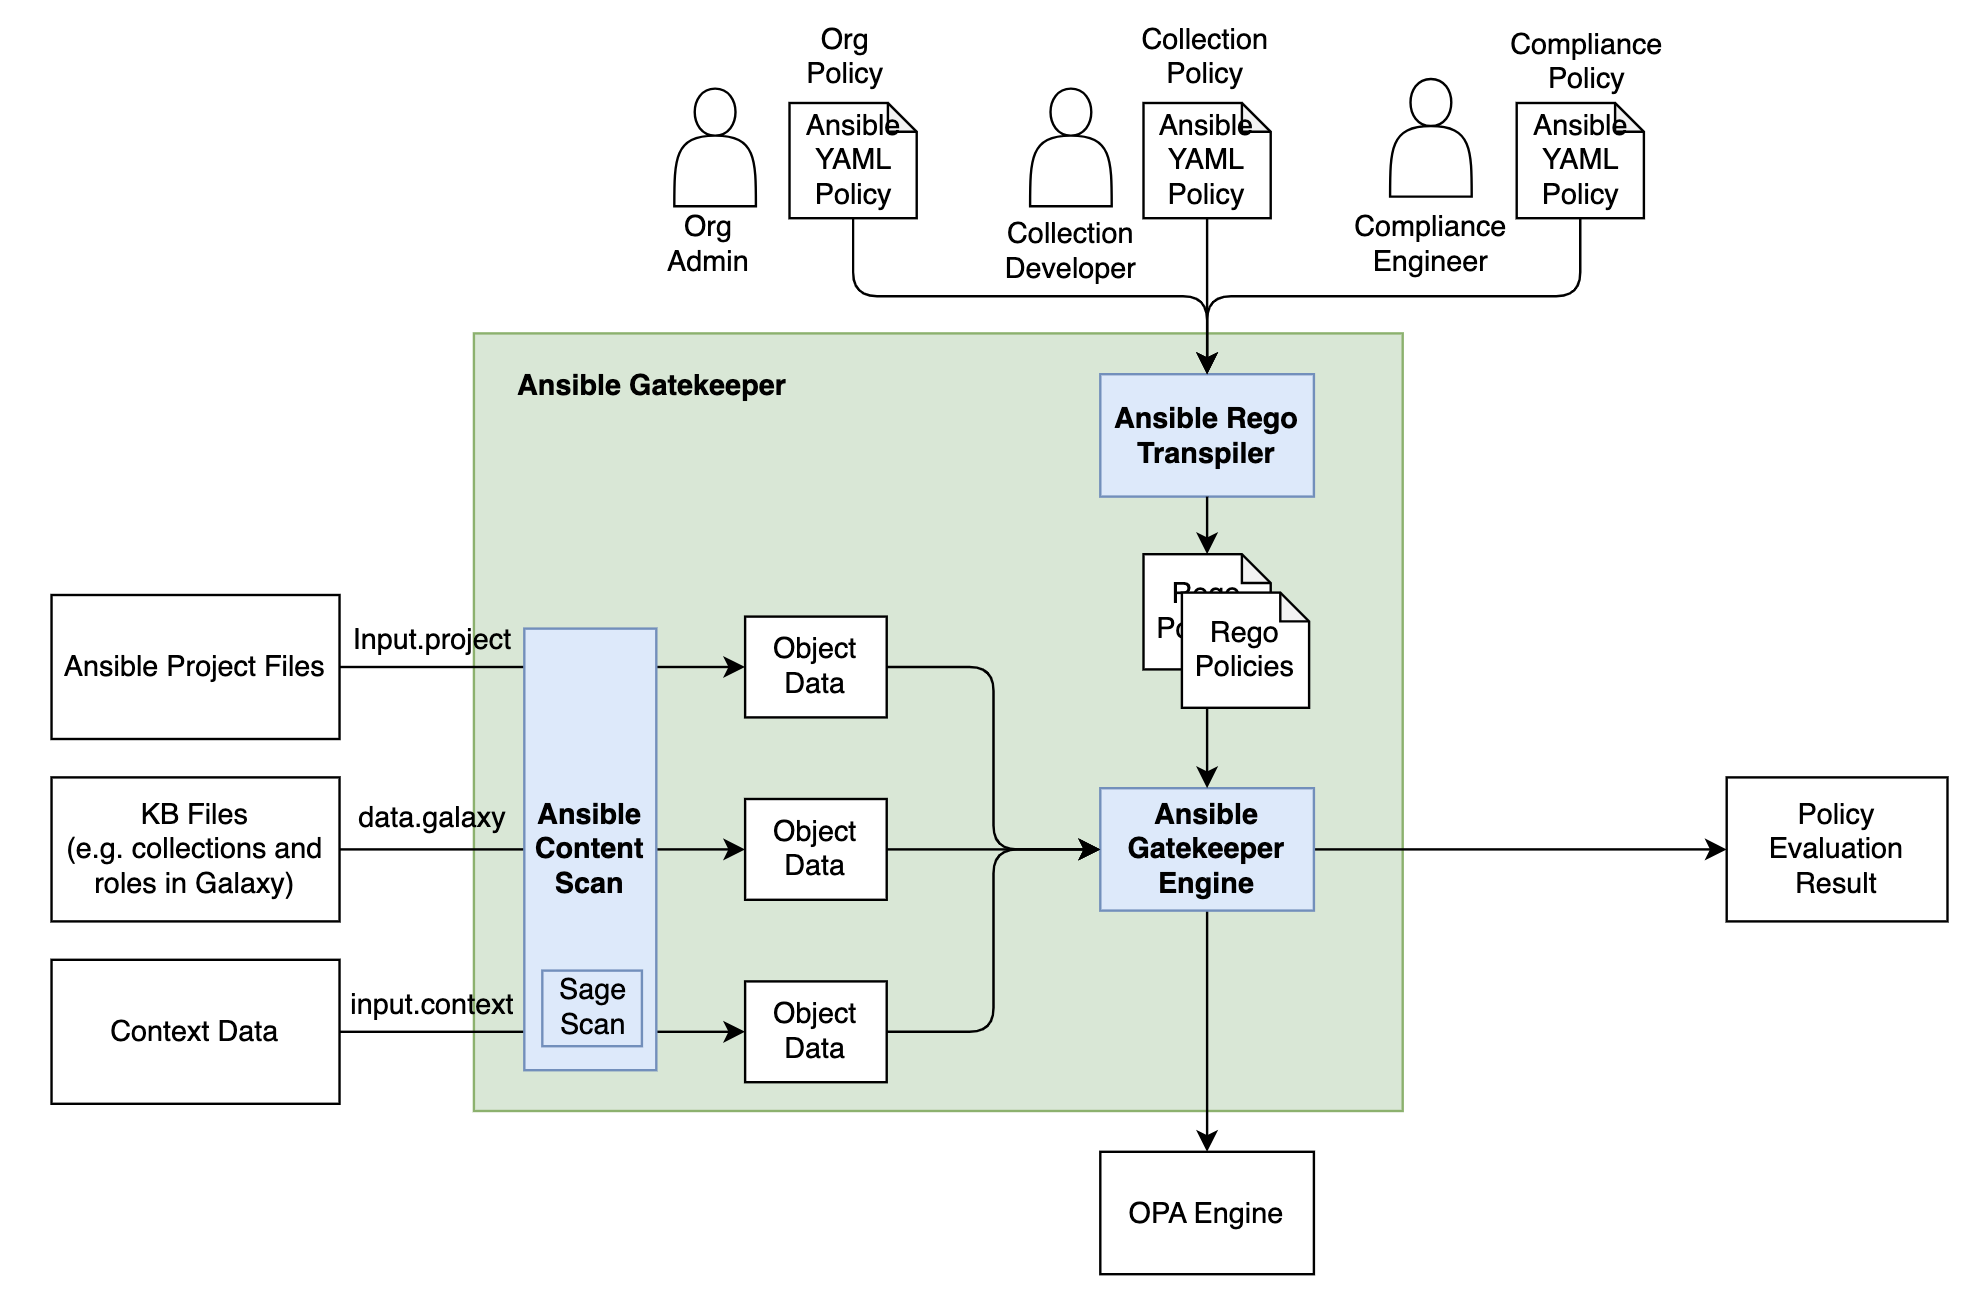 Org
Policy
Collection
Policy
Compliance
Policy
Ansible
YAML
Policy
Ansible
YAML
Policy
Ansible
YAML
Policy
Org
Admin
Collection
Developer
Compliance
Engineer
Ansible Gatekeeper
Ansible Rego
Transpiler
Rego
Rego
Policies
Ansible Project Files
Input.project
Object
Data
KB Files
(e.g. collections and
roles in Galaxy)
data.galaxy
Ansible
Content
Scan
Object
Data
Ansible
Gatekeeper
Engine
Policy
Evaluation
Result
Context Data
input.context
Sage
Scan
Object
Data
OPA Engine